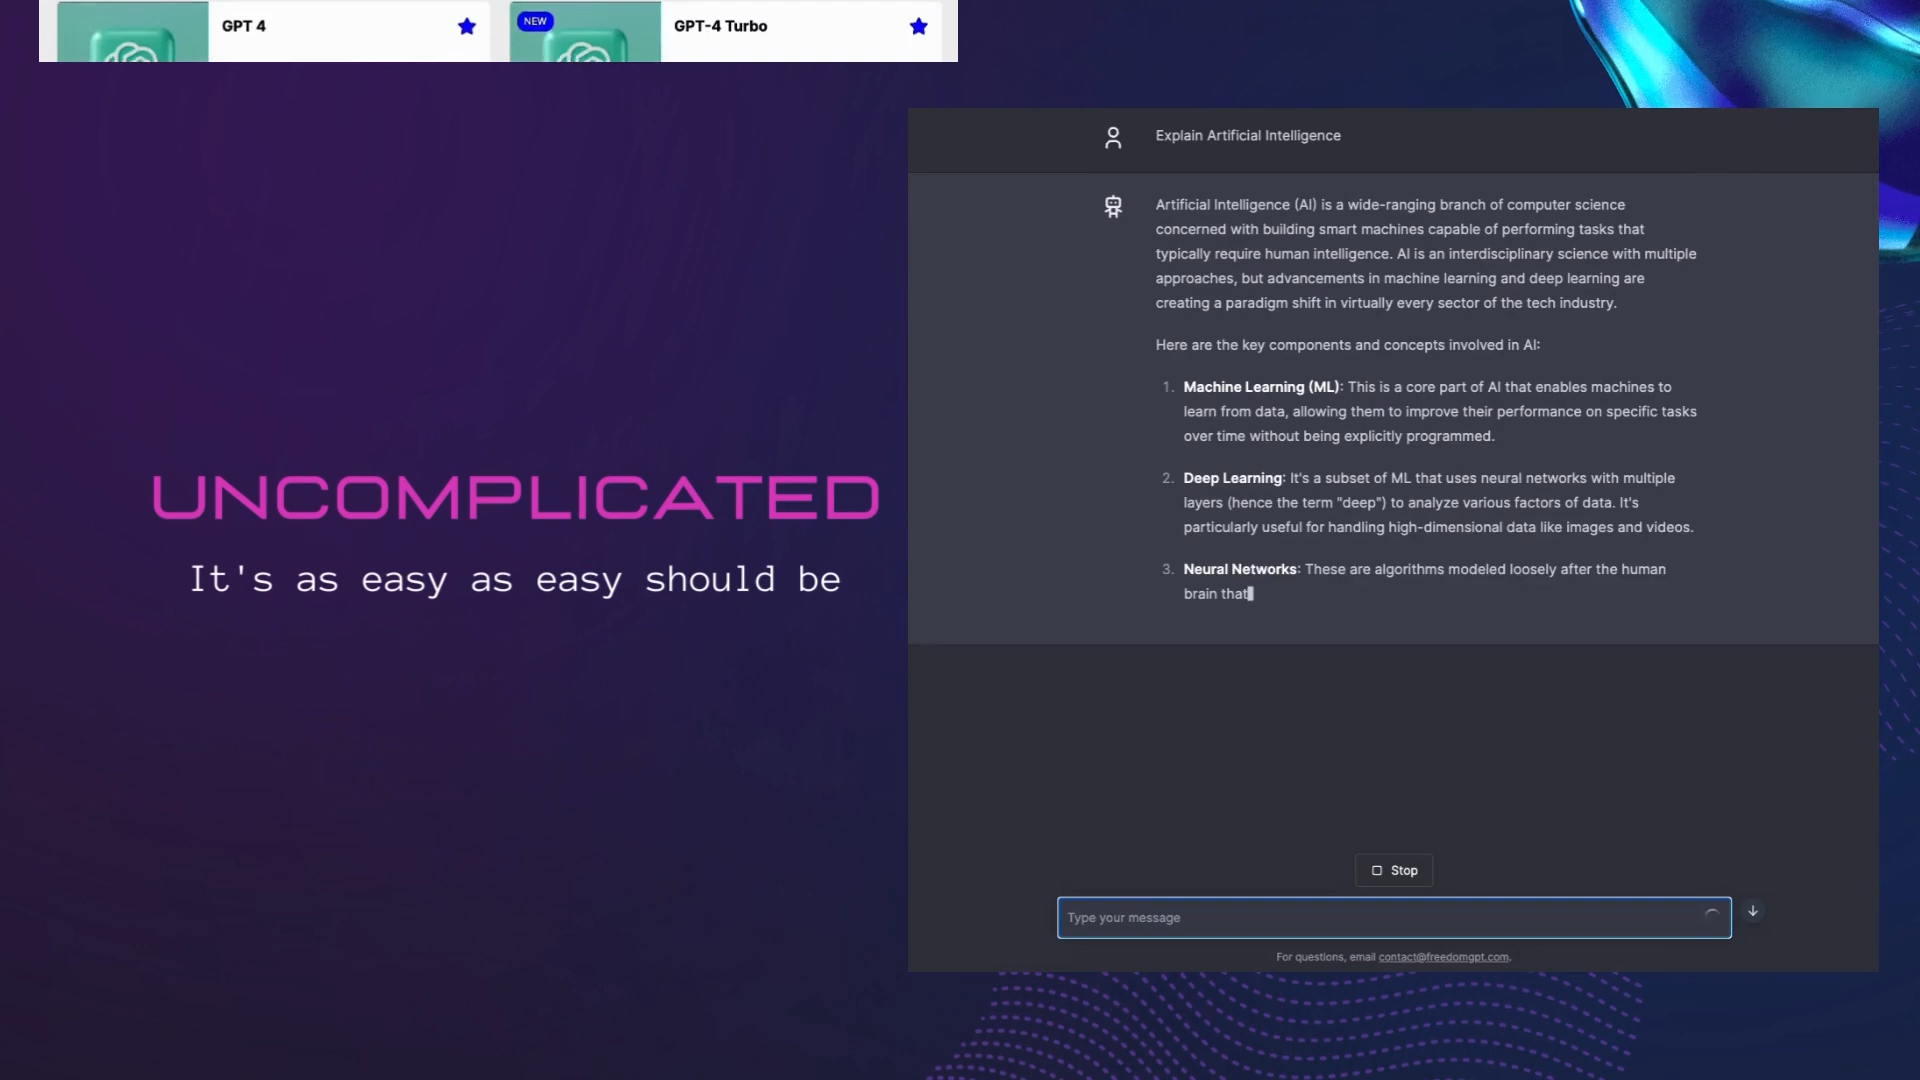 GPT 4
NEW
GPT-4 Turbo
UNCOMPLICATED
It's as easy as easy should be
Explain Artificial Intelligence
Artificial Intelligence (AI) is a wide-ranging branch of computer science
concerned with building smart machines capable of performing tasks that
typically require human intelligence. AI is an interdisciplinary science with multiple
approaches, but advancements in machine learning and deep learning are
creating a paradigm shift in virtually every sector of the tech industry.
Here are the key components and concepts involved in AI:
1. Machine Learning (ML): This is a core part of AI that enables machines to
learn from data, allowing them to improve their performance on specific tasks
over time without being explicitly programmed.
2. Deep Learning: It's a subset of ML that uses neural networks with multiple
layers (hence the term "deep") to analyze various factors of data. It's
particularly useful for handling high-dimensional data like images and videos.
3. Neural Networks: These are algorithms modeled loosely after the human
brain that
Stop
Type your message
For questions, email contact@freedomgpt.com.